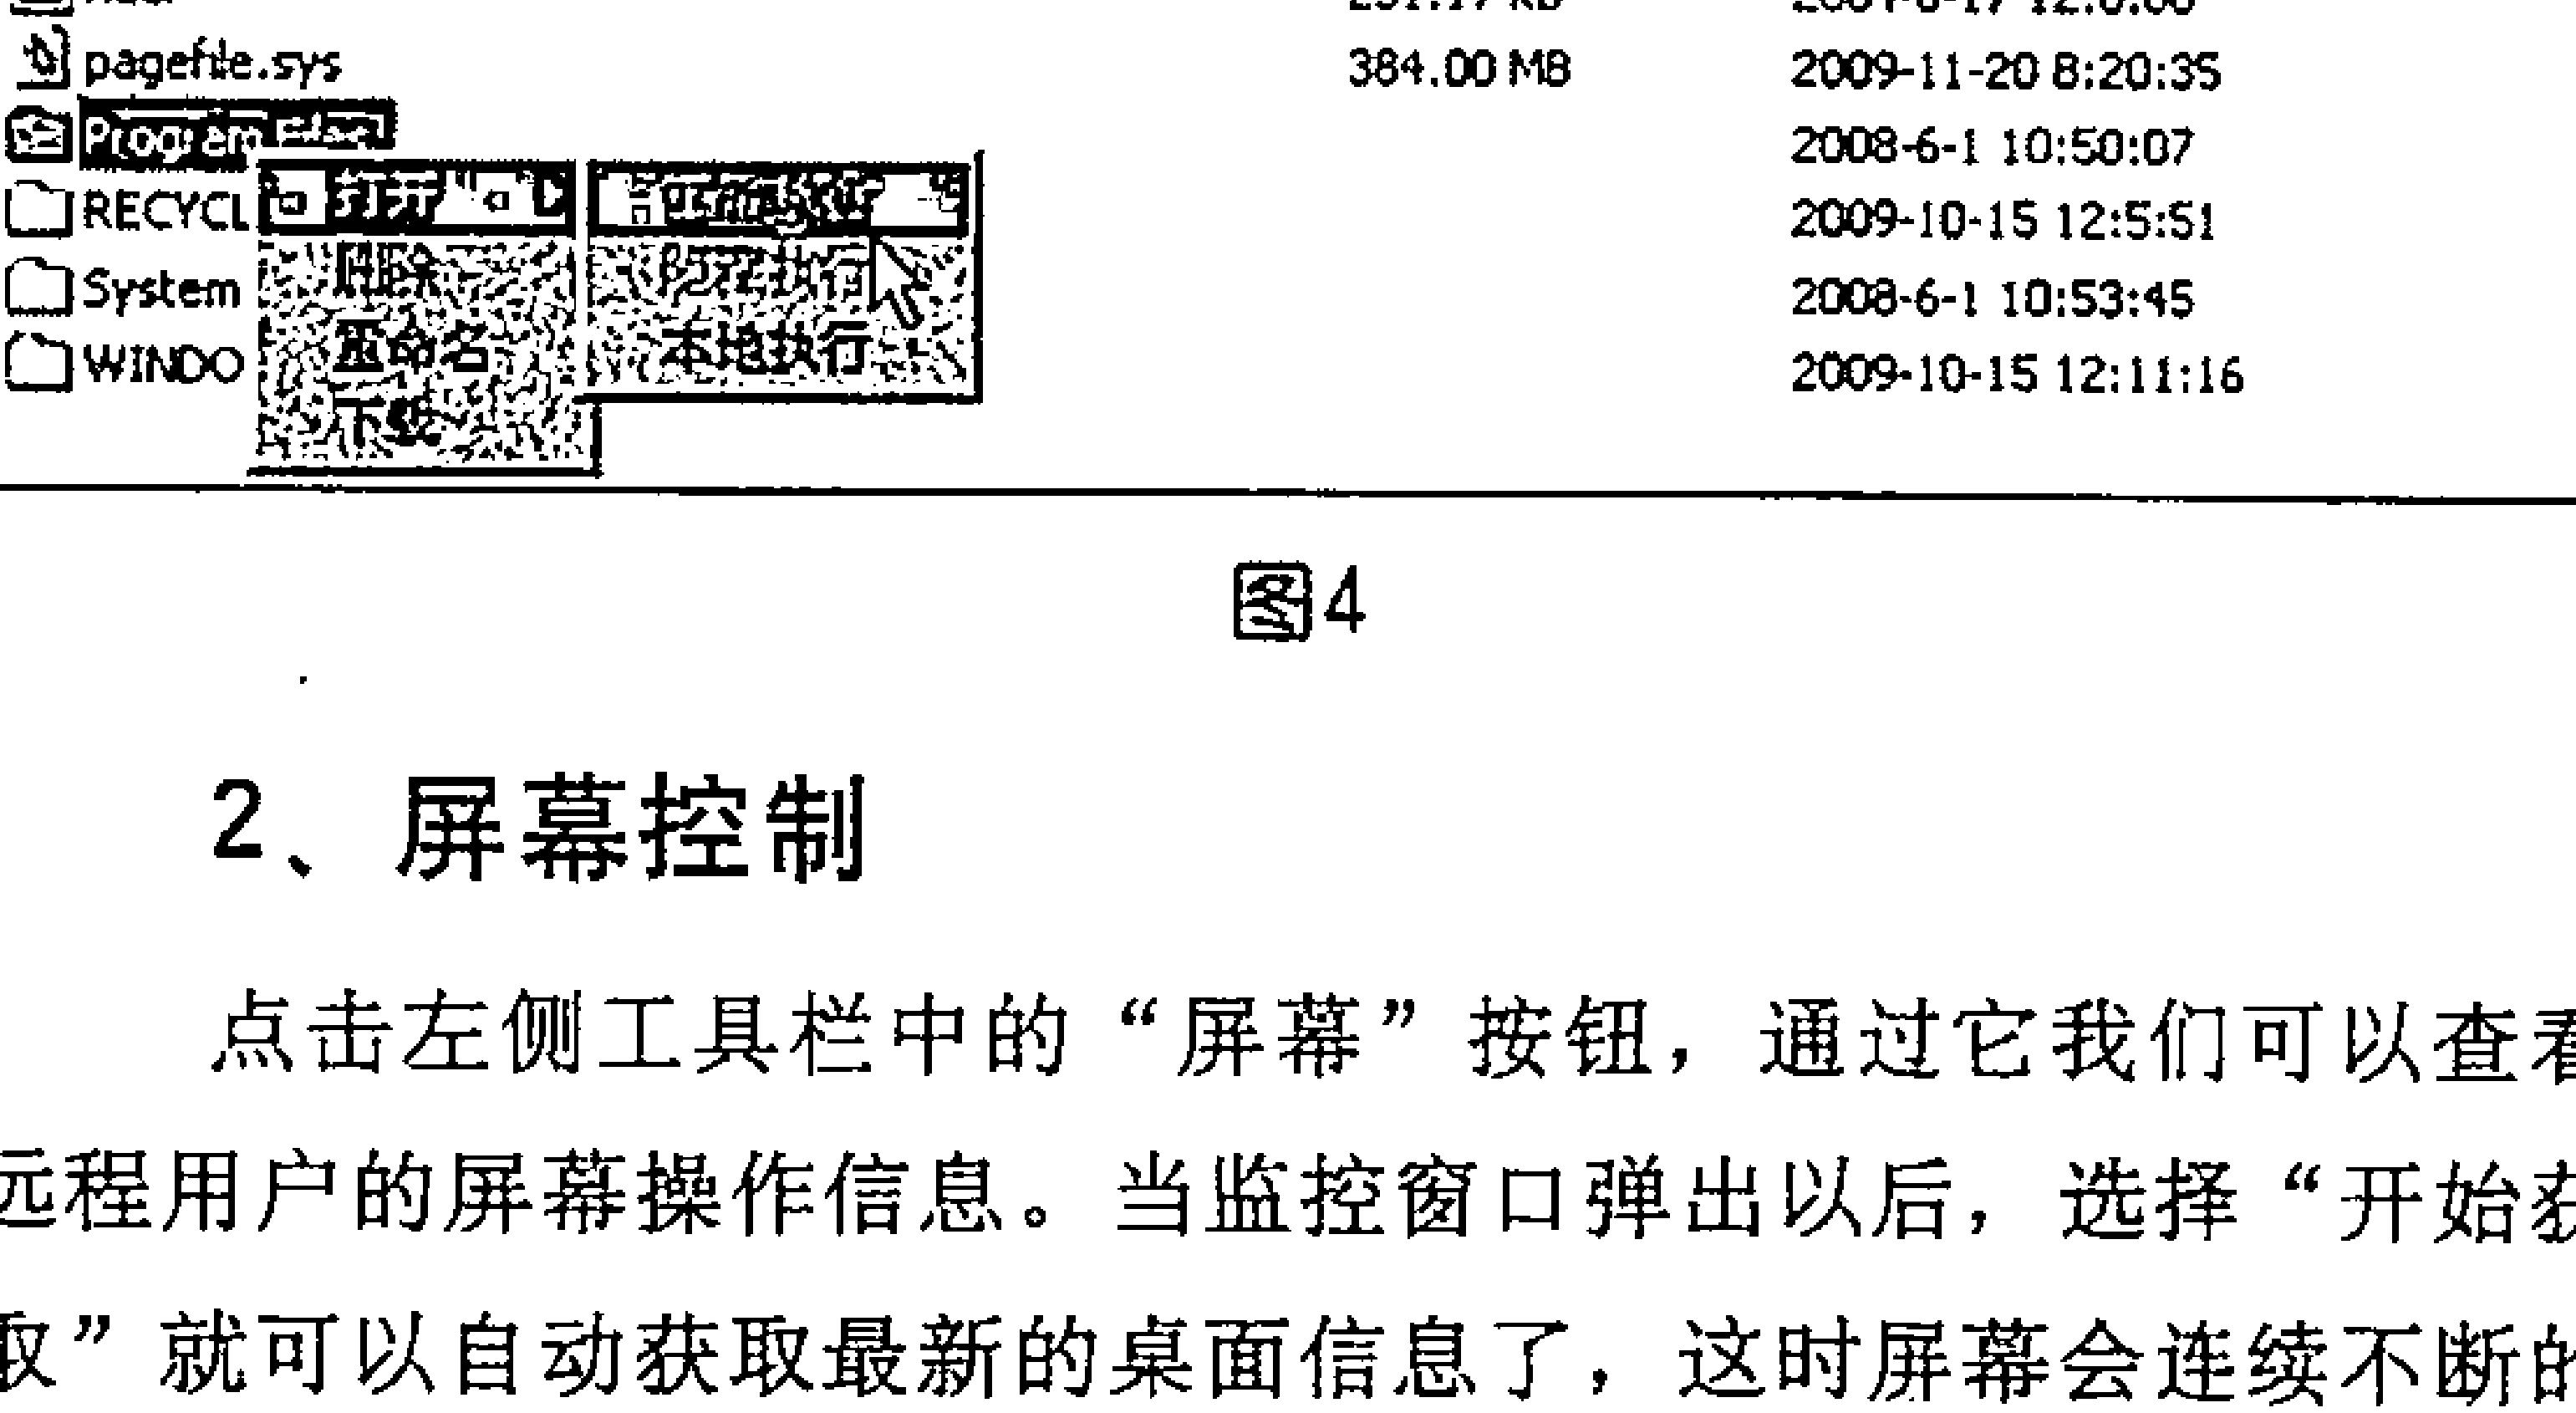 pagefile.sys 384.00 MB 2009-11-20 8:20:35
Program 2008-6-1 10:50:07
RECYCL 打开 2009-10-15 12:5:51
System 删除 执行 2008-6-1 10:53:45
WINDO 重命名 本地执行 2009-10-15 12:11:16
下载
图4
2、屏幕控制
点击左侧工具栏中的“屏幕”按钮，通过它我们可以查看
远程用户的屏幕操作信息。当监控窗口弹出以后，选择“开始获
取”就可以自动获取最新的桌面信息了，这时屏幕会连续不断的